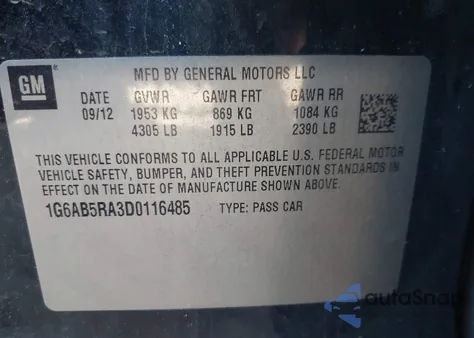 GM
MFD BY GENERAL MOTORS LLC
DATE GVWR GAWR FRT GAWR RR
09/12 1953 KG 869 KG 1084 KG
4305 LB 1915 LB 2390 LB
THIS VEHICLE CONFORMS TO ALL APPLICABLE U.S. FEDERAL MOTOR
VEHICLE SAFETY, BUMPER, AND THEFT PREVENTION STANDARDS IN
EFFECT ON THE DATE OF MANUFACTURE SHOWN ABOVE.
1G6AB5RA3D0116485 TYPE: PASS CAR
autoSnap